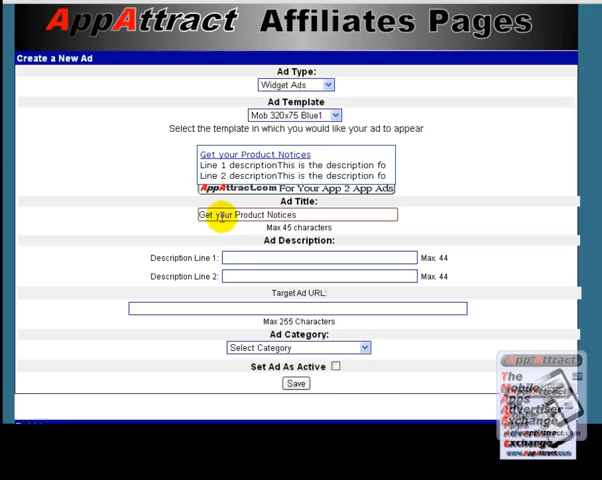 AppAttract Affiliates Pages
Create a New Ad
Ad Type:
Widget Ads
Ad Template
Mob 320x75 Blue1
Select the template in which you would like your ad to appear
Get your Product Notices
Line 1 descriptionThis is the description fo
Line 2 descriptionThis is the description fo
AppAttract.com For Your App 2 App Ads
Ad Title:
Get your Product Notices
Max 45 characters
Ad Description:
Description Line 1: Max. 44
Description Line 2: Max. 44
Target Ad URL:
Max 255 Characters
Ad Category:
Select Category
Set Ad As Active
Save
AppAttract
The
Mobile
Apps
Advertiser
Exchange
www.AppAttract.com